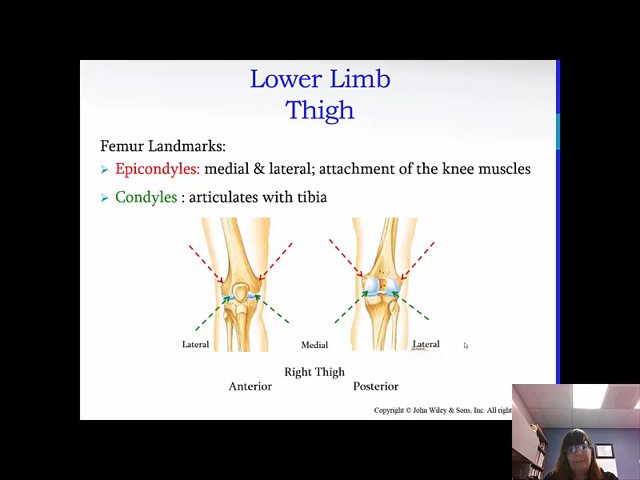 Lower Limb
Thigh
Femur Landmarks:
Epicondyles: medial & lateral; attachment of the knee muscles
Condyles : articulates with tibia
Lateral Medial Lateral
Right Thigh
Anterior Posterior
Copyright © John Wiley & Sons, Inc. All right